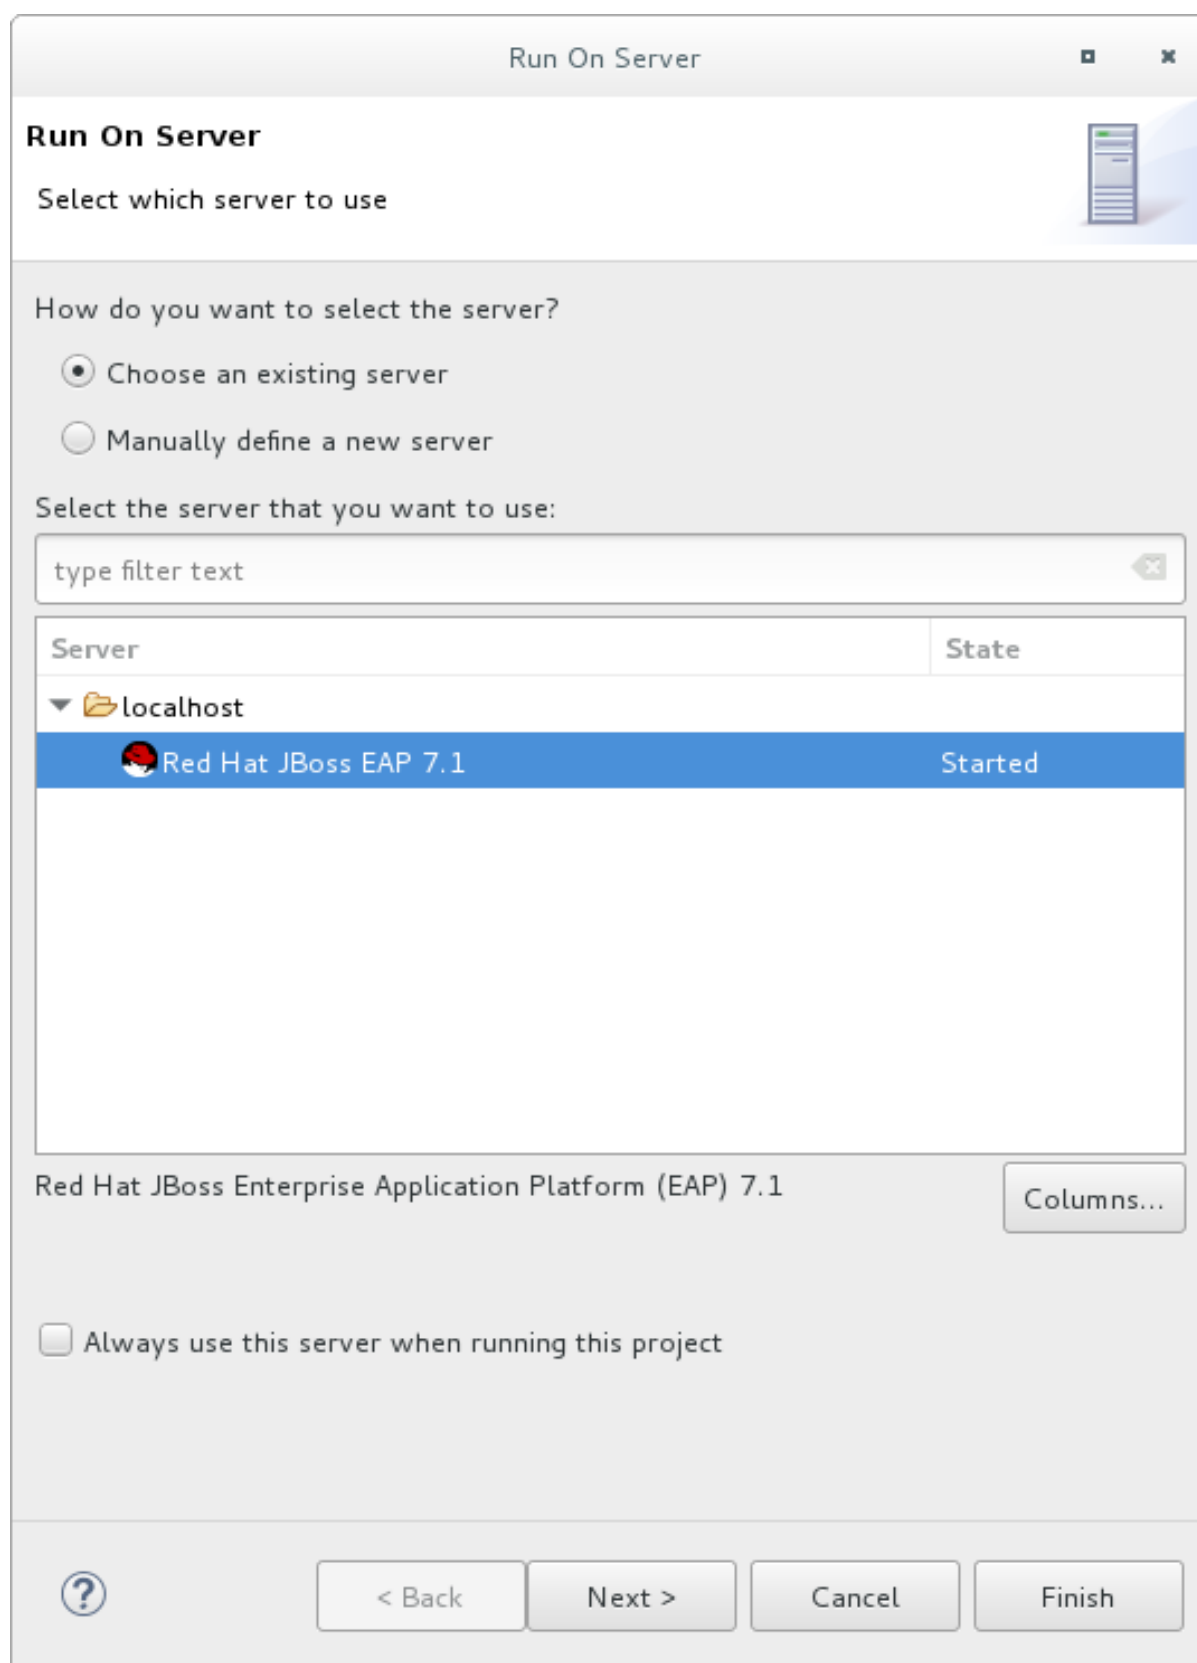 Run On Server
Run On Server
Select which server to use
How do you want to select the server?
Choose an existing server
Manually define a new server
Select the server that you want to use:
type filter text
Server State
localhost
Red Hat JBoss EAP 7.1 Started
Red Hat JBoss Enterprise Application Platform (EAP) 7.1
Columns...
Always use this server when running this project
? < Back Next > Cancel Finish